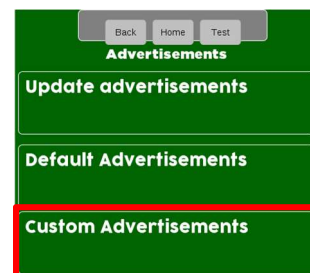 Back Home Test
Advertisements
Update advertisements
Default Advertisements
Custom Advertisements